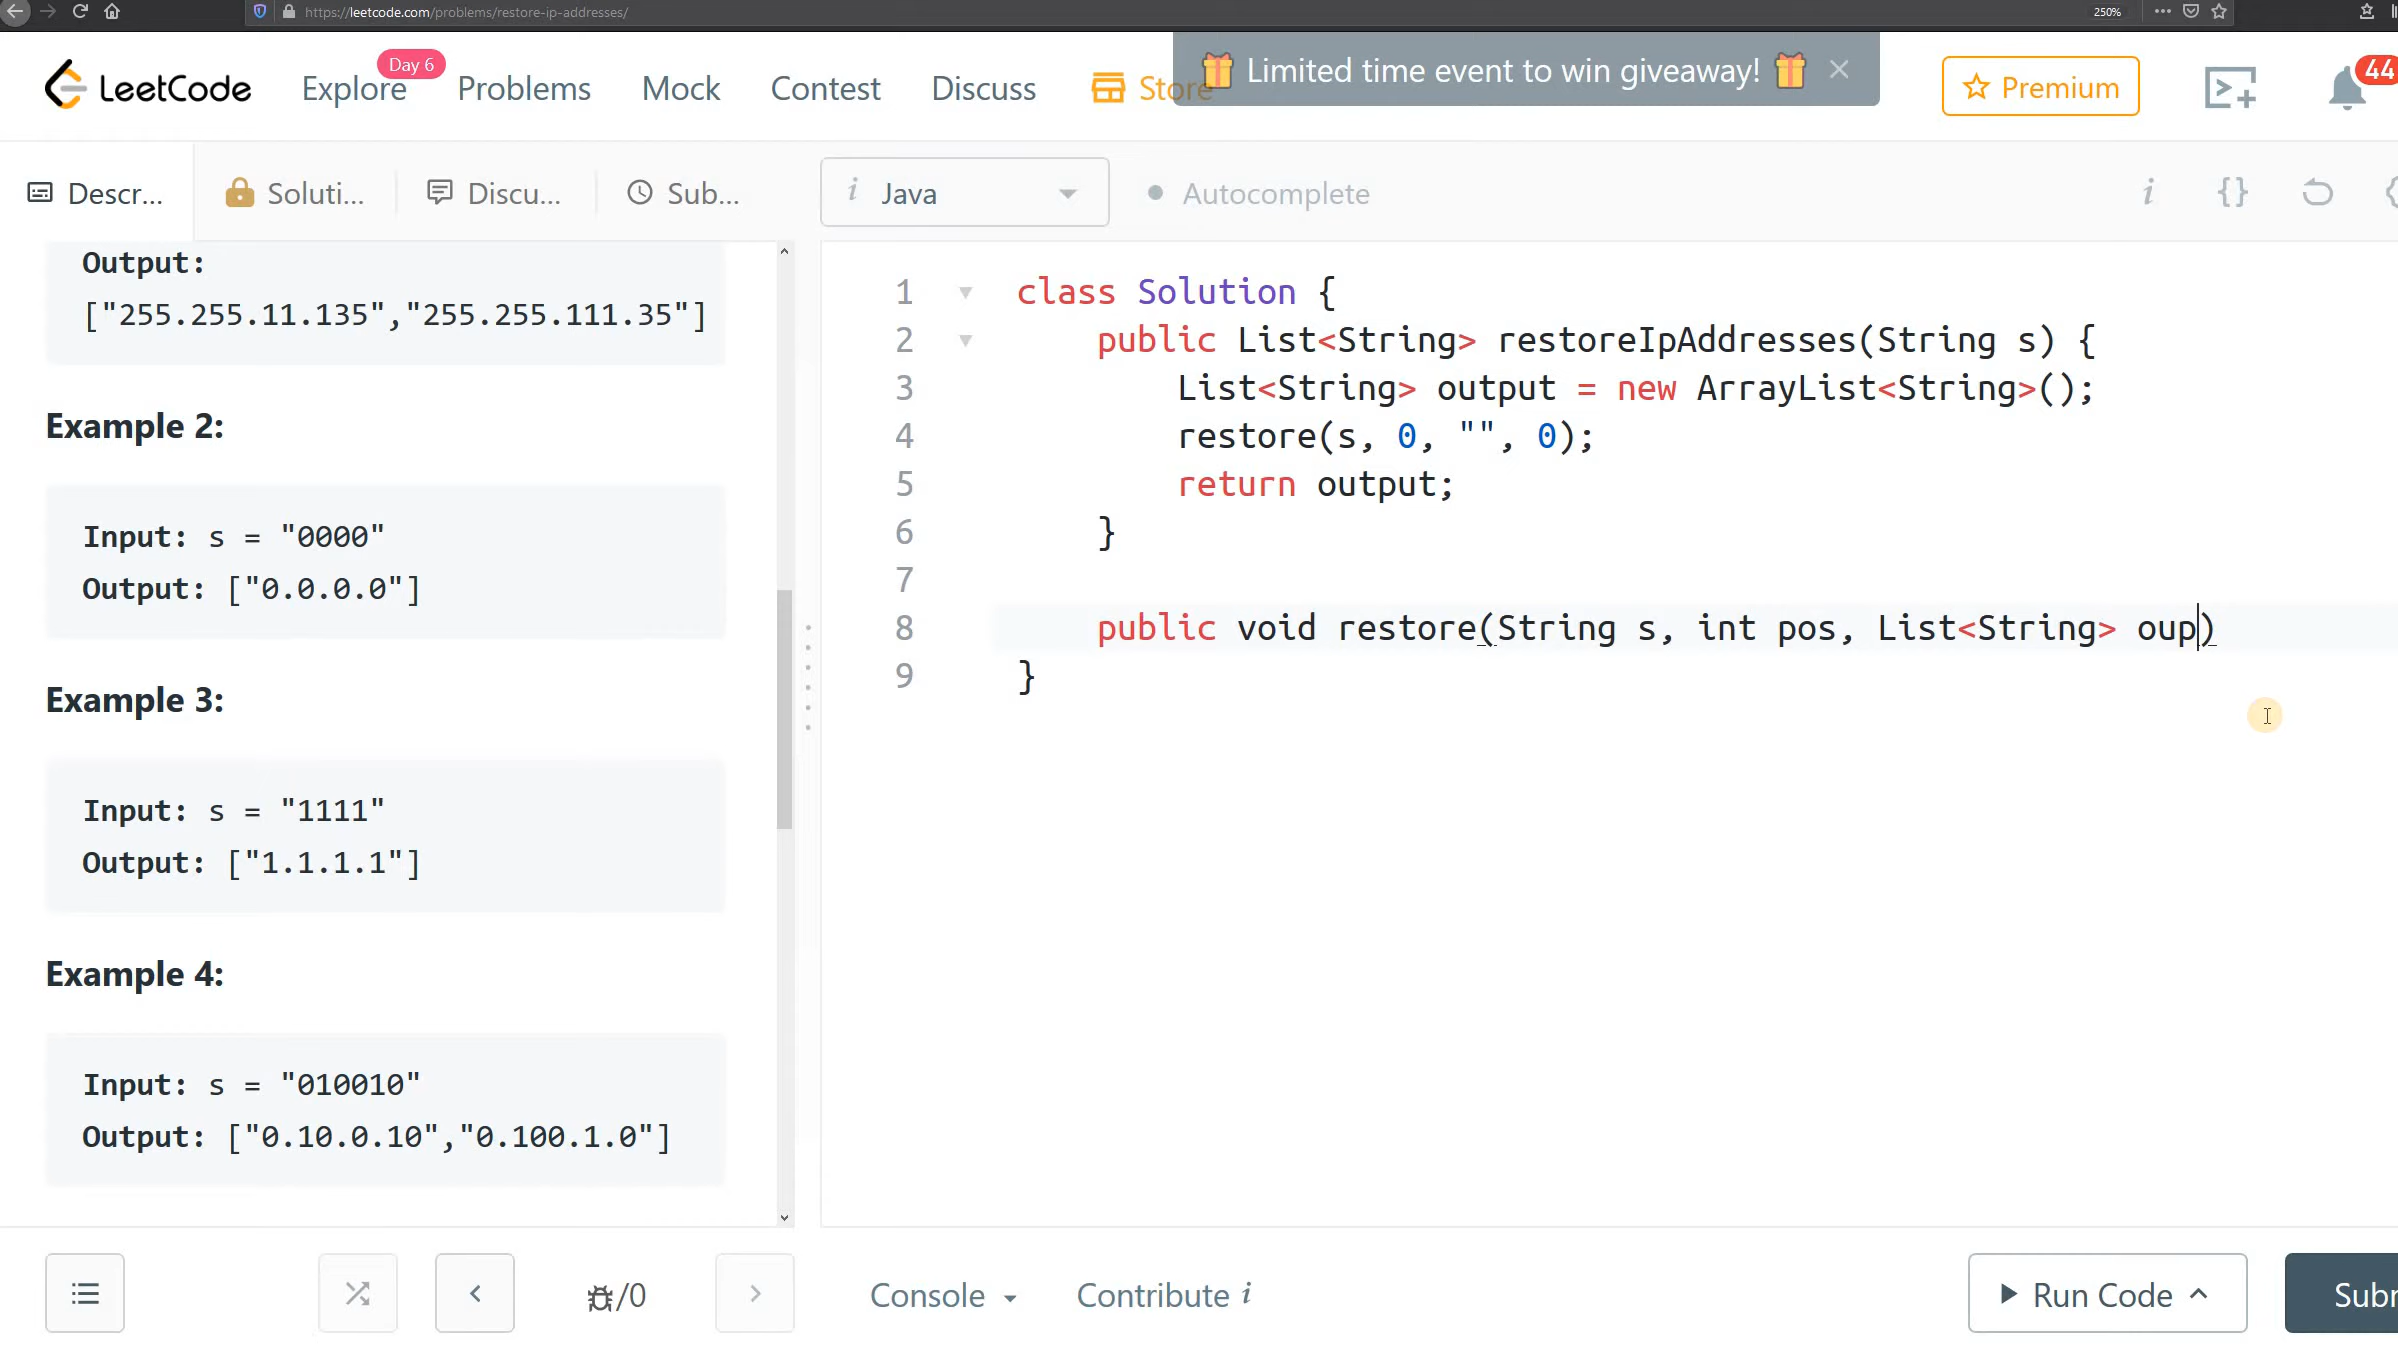 https://leetcode.com/problems/restore-ip-addresses/
250%
LeetCode
Explore
Day 6
Problems
Mock
Contest
Discuss
Store
Limited time event to win giveaway!
Premium
44
Descr...
Soluti...
Discu...
Sub...
i Java
Autocomplete
i {}
Output:
["255.255.11.135","255.255.111.35"]
Example 2:
Input: s = "0000"
Output: ["0.0.0.0"]
Example 3:
Input: s = "1111"
Output: ["1.1.1.1"]
Example 4:
Input: s = "010010"
Output: ["0.10.0.10","0.100.1.0"]
1 class Solution {
2 public List<String> restoreIpAddresses(String s) {
3 List<String> output = new ArrayList<String>();
4 restore(s, 0, "", 0);
5 return output;
6 }
7
8 public void restore(String s, int pos, List<String> oup)
9 }
/0
Console
Contribute i
Run Code
Subm